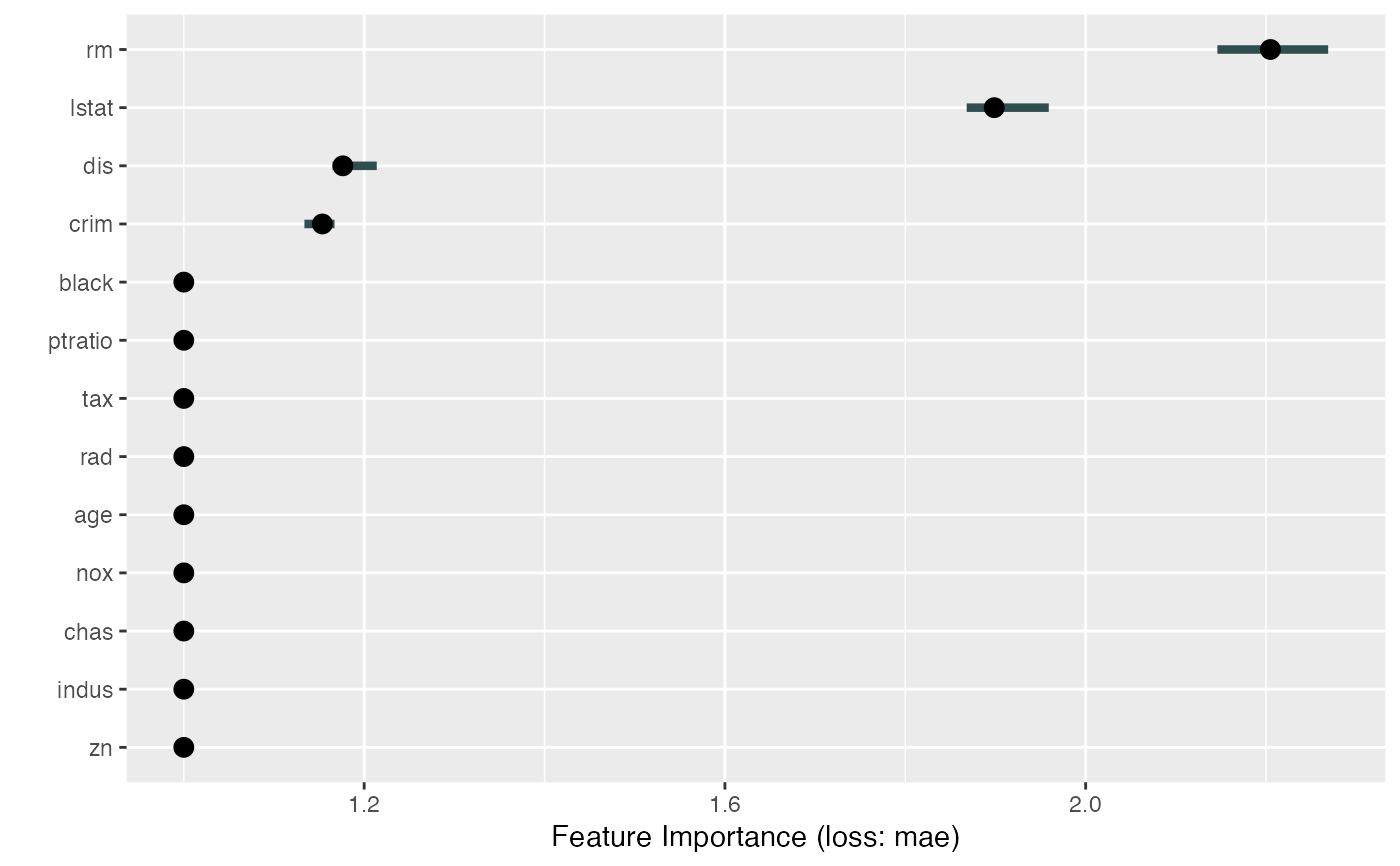 rm
lstat
dis
crim
black
ptratio
tax
rad
age
nox
chas
indus
zn
1.2 1.6 2.0
Feature Importance (loss: mae)